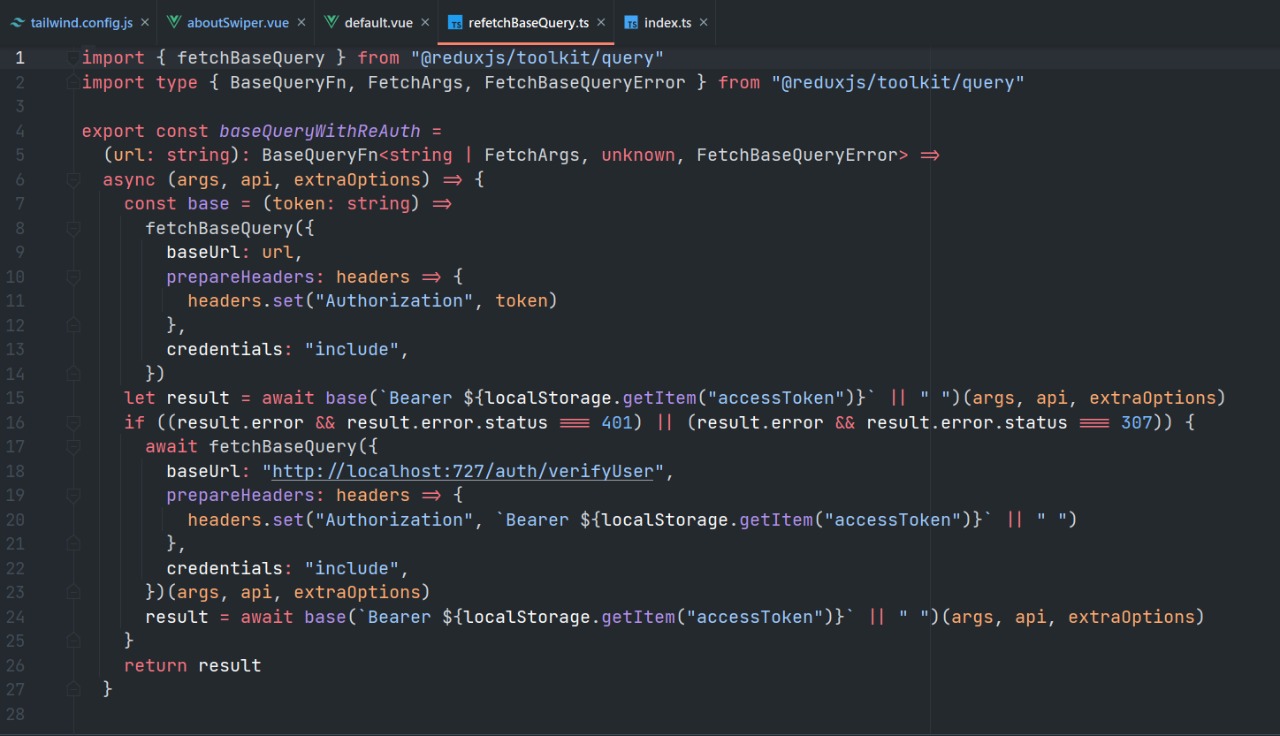 tailwind.config.js × aboutSwiper.vue × default.vue × TS refetchBaseQuery.ts × TS index.ts ×
1 import { fetchBaseQuery } from "@reduxjs/toolkit/query"
2 import type { BaseQueryFn, FetchArgs, FetchBaseQueryError } from "@reduxjs/toolkit/query"
3
4 export const baseQueryWithReAuth =
5 (url: string): BaseQueryFn<string | FetchArgs, unknown, FetchBaseQueryError> =>
6 async (args, api, extraOptions) => {
7 const base = (token: string) =>
8 fetchBaseQuery({
9 baseUrl: url,
10 prepareHeaders: headers => {
11 headers.set("Authorization", token)
12 },
13 credentials: "include",
14 })
15 let result = await base(`Bearer ${localStorage.getItem("accessToken")}` || " ")(args, api, extraOptions)
16 if ((result.error && result.error.status === 401) || (result.error && result.error.status === 307)) {
17 await fetchBaseQuery({
18 baseUrl: "http://localhost:727/auth/verifyUser",
19 prepareHeaders: headers => {
20 headers.set("Authorization", `Bearer ${localStorage.getItem("accessToken")}` || " ")
21 },
22 credentials: "include",
23 })(args, api, extraOptions)
24 result = await base(`Bearer ${localStorage.getItem("accessToken")}` || " ")(args, api, extraOptions)
25 }
26 return result
27 }
28